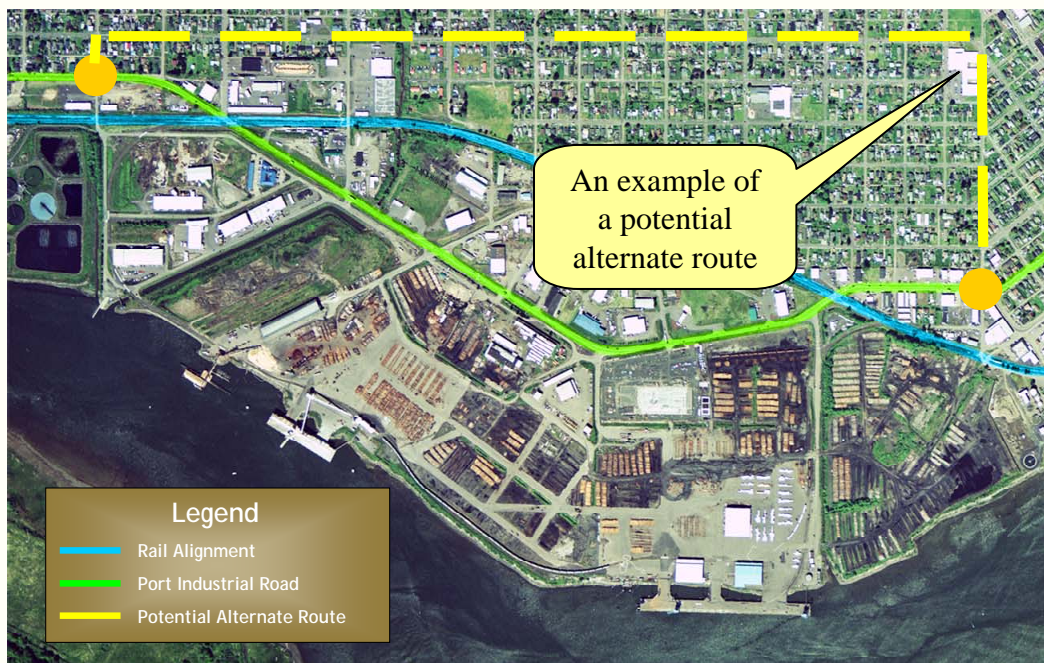 An example of
a potential
alternate route
Legend
Rail Alignment
Port Industrial Road
Potential Alternate Route